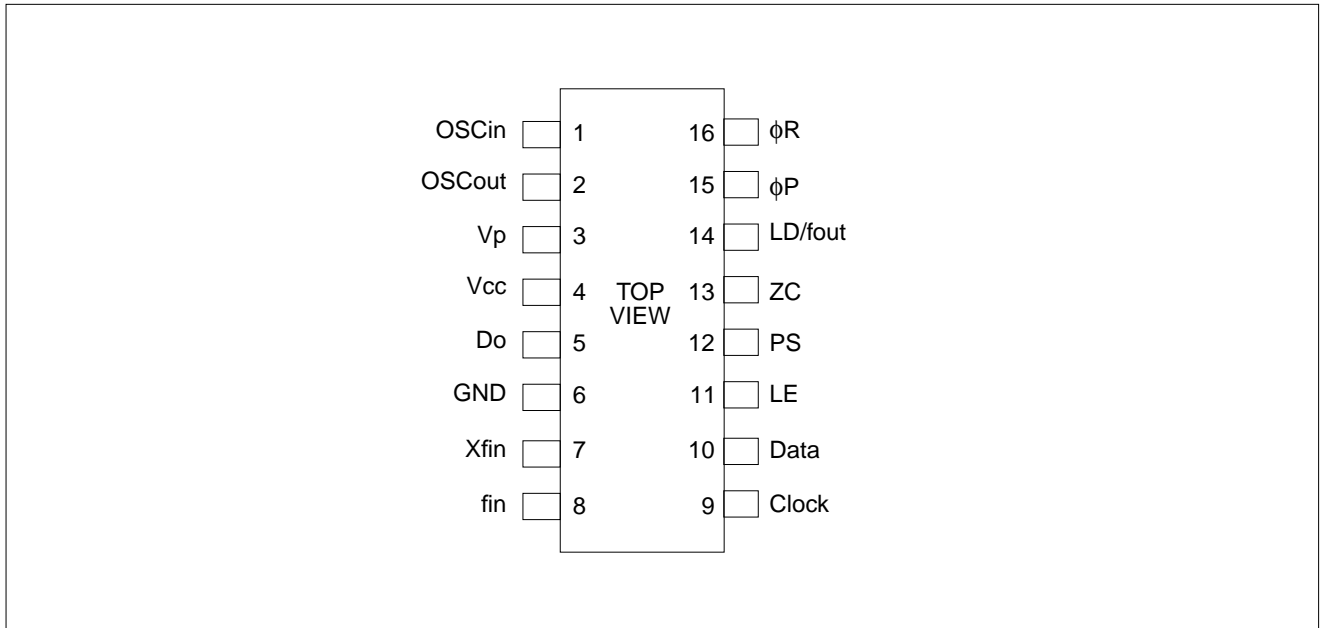 OSCin 1 16 ϕR
OSCout 2 15 ϕP
Vp 3 14 LD/fout
Vcc 4 TOP VIEW 13 ZC
Do 5 12 PS
GND 6 11 LE
Xfin 7 10 Data
fin 8 9 Clock